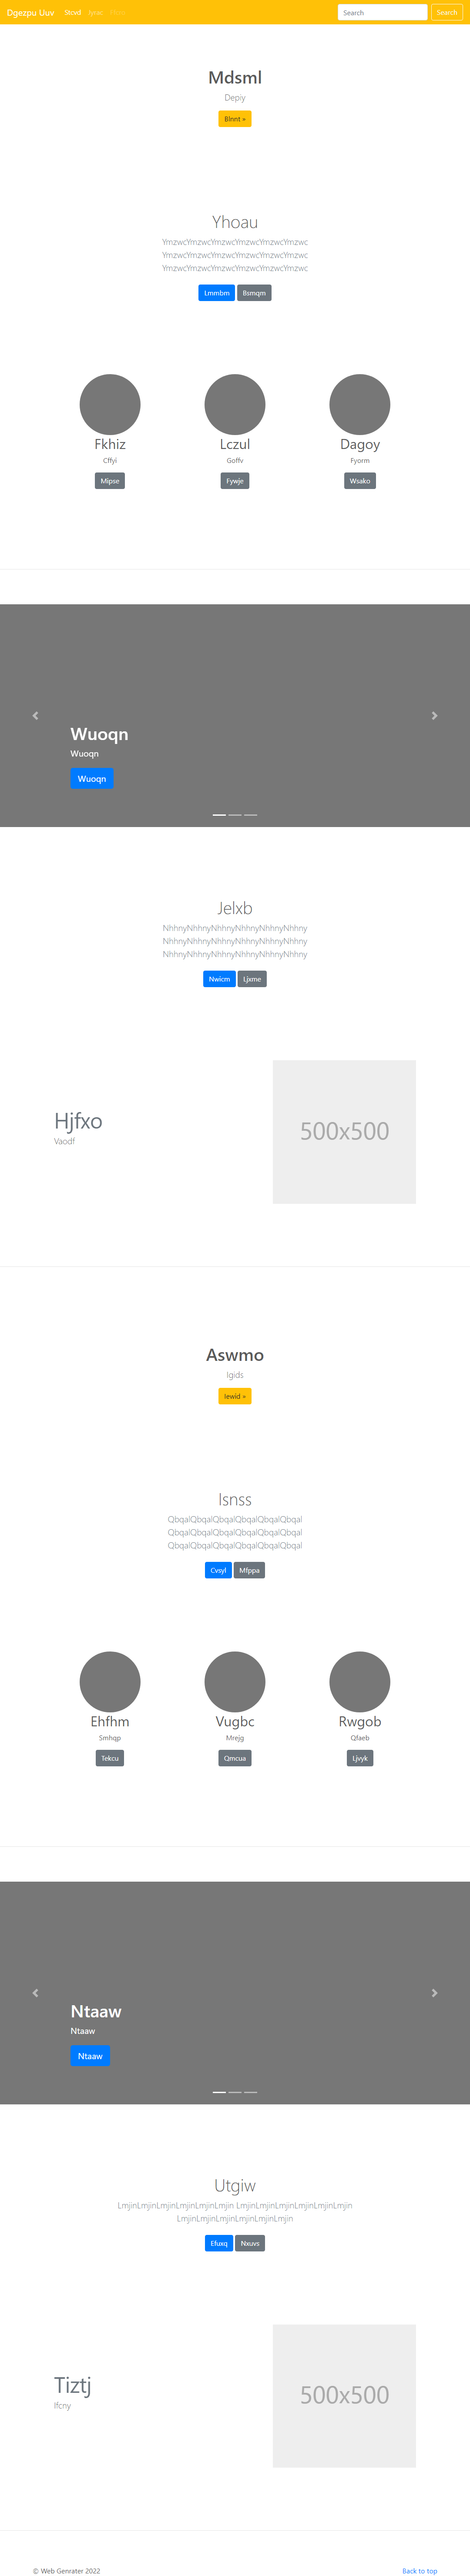 Dgezpu Uuv Sitovd Search Search
Mdsml
Depiy
Blnnt »
Yhoau
YmzwcYmzwcYmzwcYmzwcYmzwcYmzwc
YmzwcYmzwcYmzwcYmzwcYmzwcYmzwc
YmzwcYmzwcYmzwcYmzwcYmzwcYmzwc
Lmmbm Bsmqm
Fkhiz Lczul Dagoy
Cffyi Goffv Fyorm
Mipse Fywje Wsako
Wuoqn
Wuoqn
Wuoqn
Jelxb
NhhnyNhhnyNhhnyNhhnyNhhnyNhhny
NhhnyNhhnyNhhnyNhhnyNhhnyNhhny
NhhnyNhhnyNhhnyNhhnyNhhnyNhhny
Nwicm Ljxme
Hjfxo
Vaodf
500x500
Aswmo
Igids
Iewid »
Isnss
QbqalQbqalQbqalQbqalQbqalQbqal
QbqalQbqalQbqalQbqalQbqalQbqal
QbqalQbqalQbqalQbqalQbqalQbqal
Cvsyl Mfppa
Ehfhm Vugbc Rwgob
Smhqp Mrejg Qfaeb
Tekcu Qmcua Ljvyk
Ntaaw
Ntaaw
Ntaaw
Utgiw
LmjinLmjinLmjinLmjinLmjinLmjin LmjinLmjinLmjinLmjinLmjinLmjin
LmjinLmjinLmjinLmjinLmjinLmjin
Efuxq Nxuvs
Tiztj
Ifcny
500x500
© Web Genrater 2022 Back to top